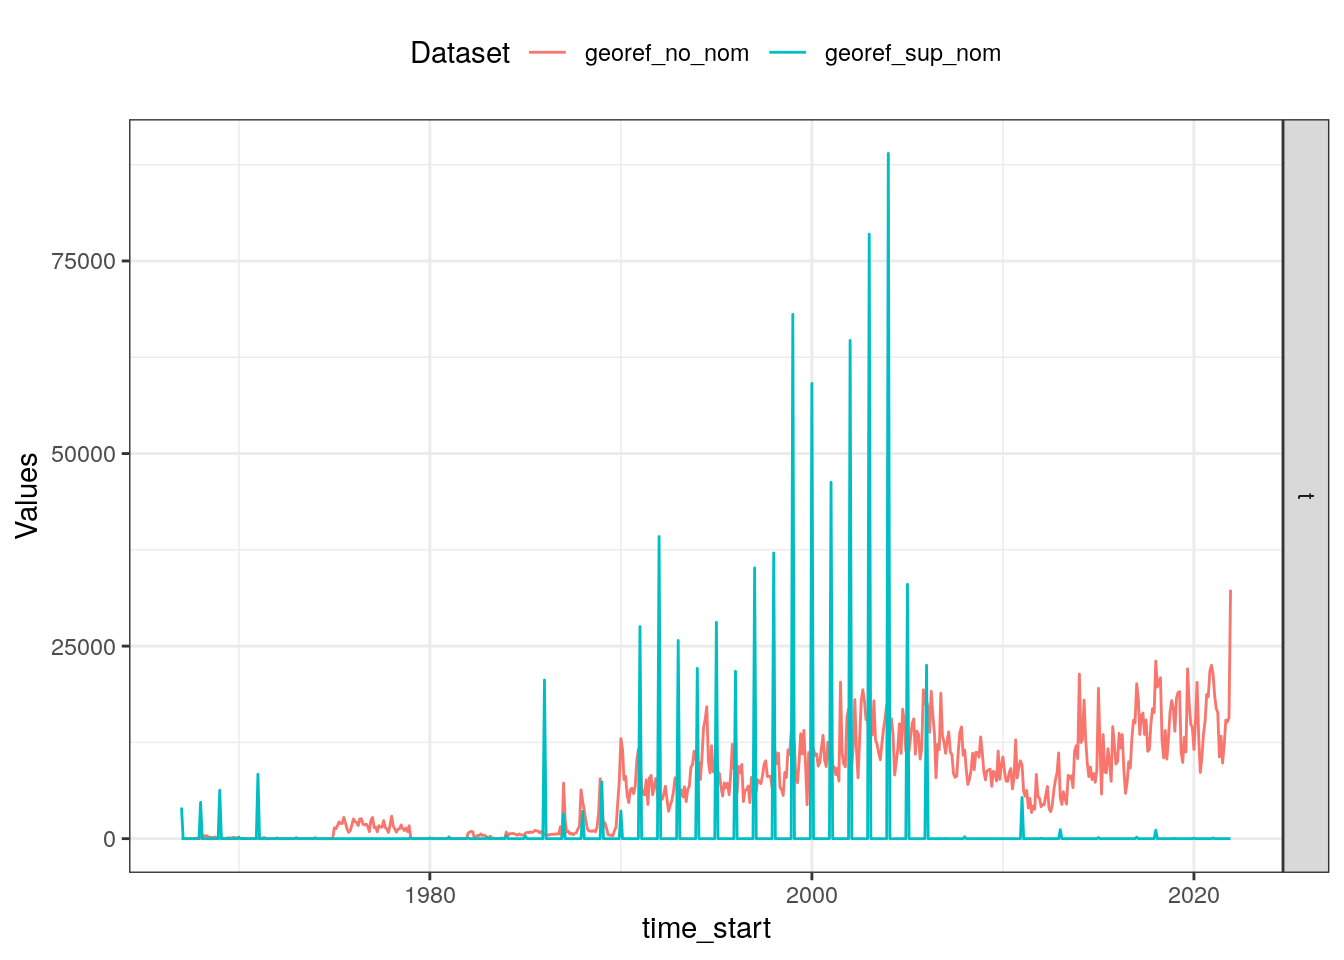 Dataset georef_no_nom georef_sup_nom
75000
50000
25000
0
Values
t
1980 2000 2020
time_start